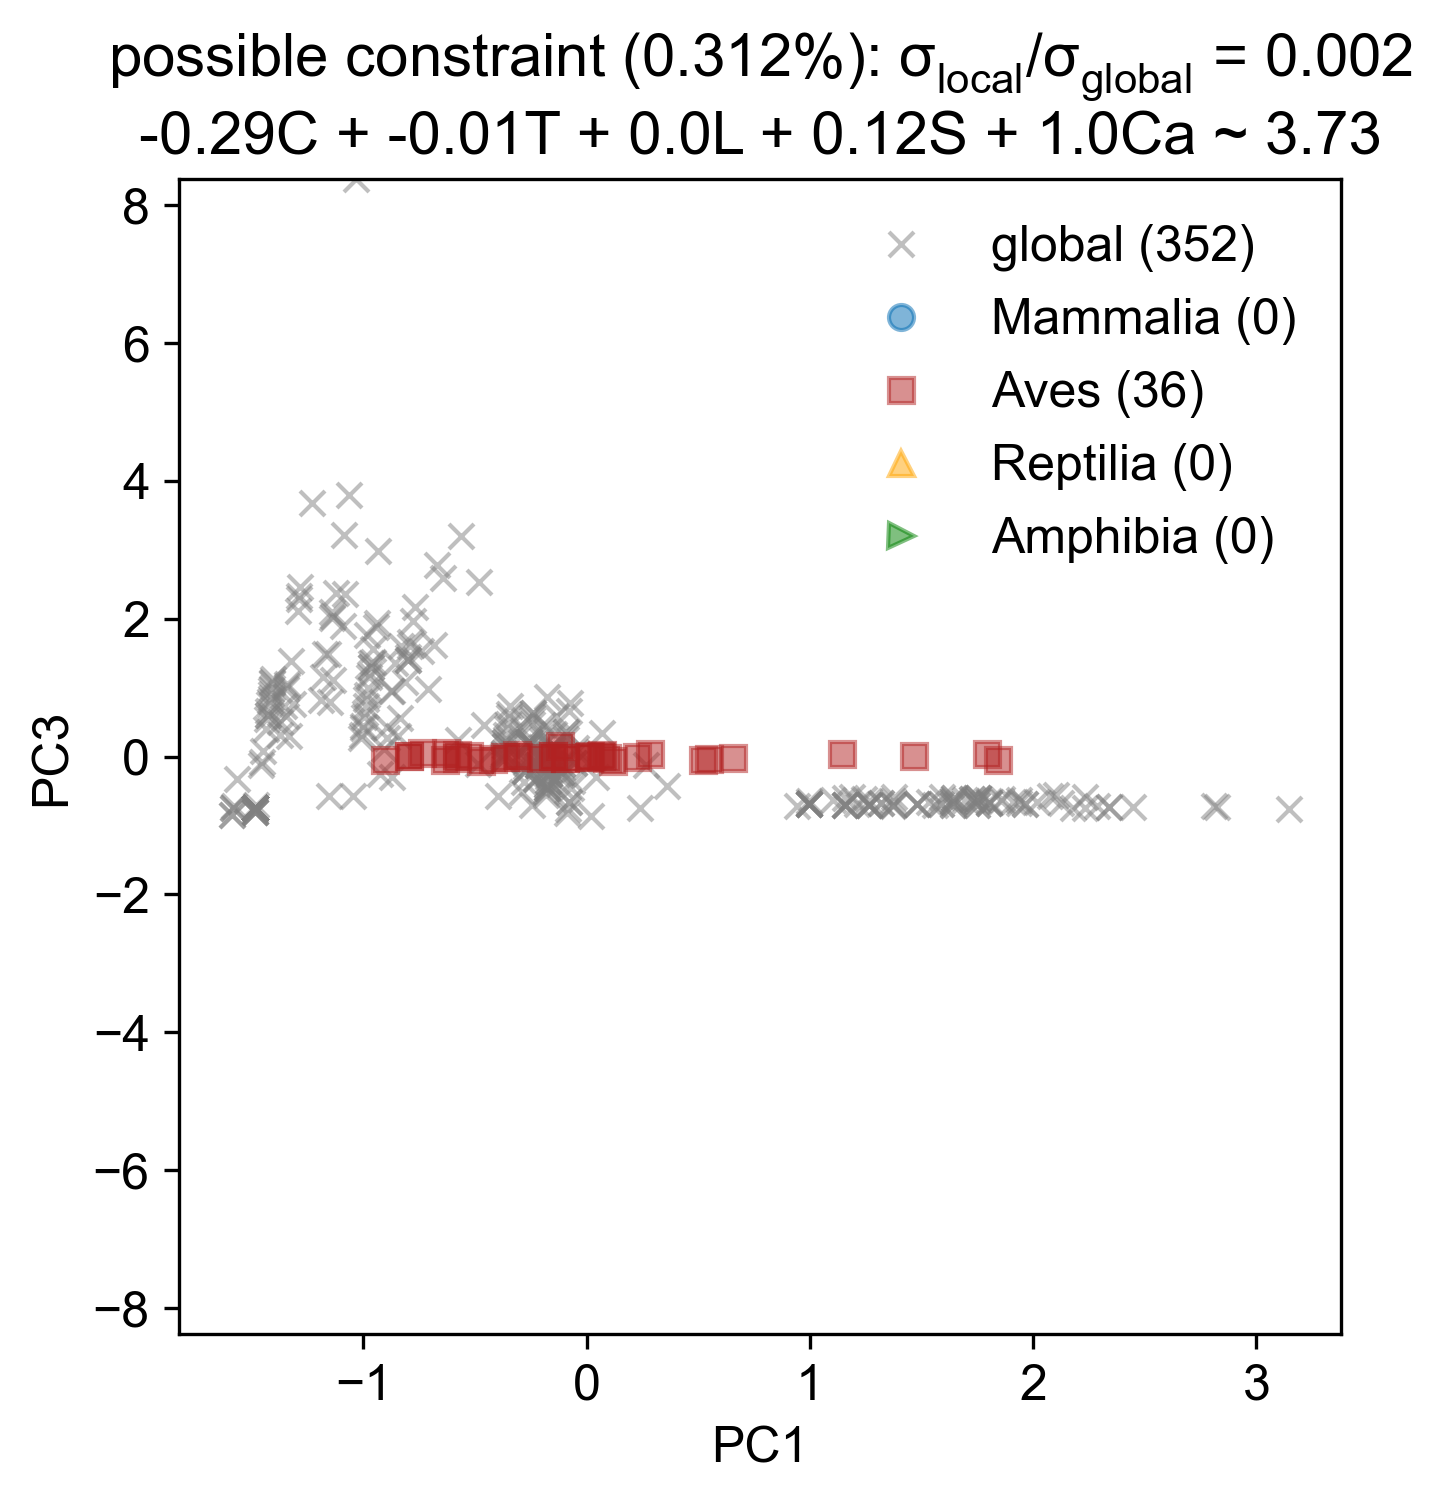 possible constraint (0.312%): σlocal/σglobal = 0.002
-0.29C + -0.01T + 0.0L + 0.12S + 1.0Ca ~ 3.73
global (352)
Mammalia (0)
Aves (36)
Reptilia (0)
Amphibia (0)
8
6
4
2
0
−2
−4
−6
−8
PC3
−1
0
1
2
3
PC1